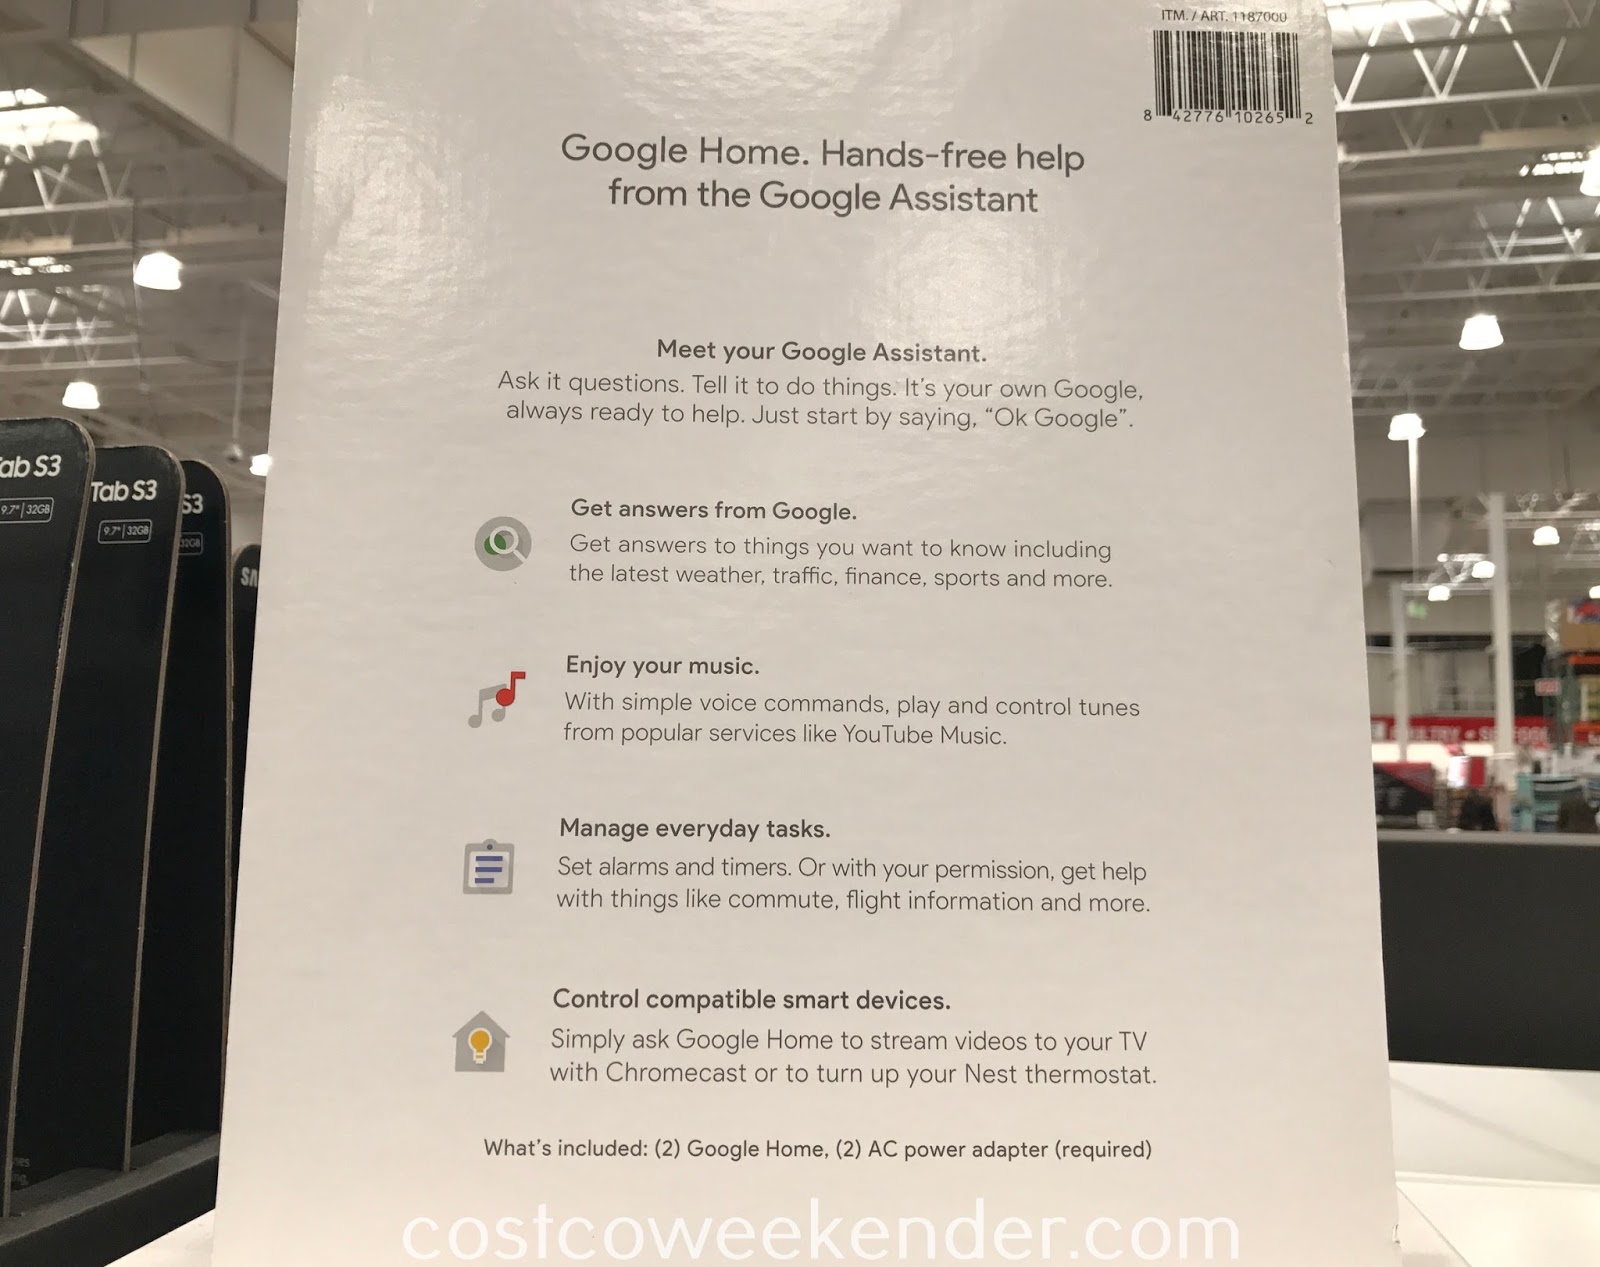 ITM. / ART. 1187000
8 42776 10265 2
Google Home. Hands-free help
from the Google Assistant
Meet your Google Assistant.
Ask it questions. Tell it to do things. It's your own Google,
always ready to help. Just start by saying, “Ok Google”.
Get answers from Google.
Get answers to things you want to know including
the latest weather, traffic, finance, sports and more.
Enjoy your music.
With simple voice commands, play and control tunes
from popular services like YouTube Music.
Manage everyday tasks.
Set alarms and timers. Or with your permission, get help
with things like commute, flight information and more.
Control compatible smart devices.
Simply ask Google Home to stream videos to your TV
with Chromecast or to turn up your Nest thermostat.
What's included: (2) Google Home, (2) AC power adapter (required)
costcoweekender.com
Tab S3
9.7" | 32GB
Tab S3
9.7" | 32GB
S3
32GB